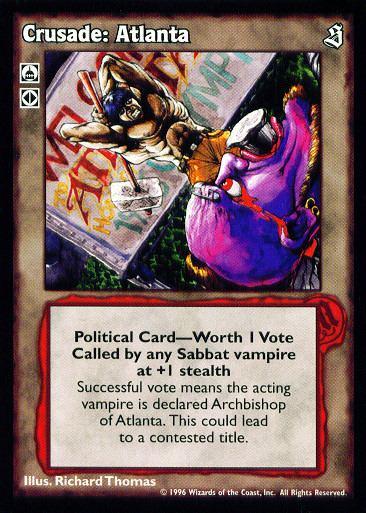 Crusade: Atlanta
Political Card—Worth 1 Vote
Called by any Sabbat vampire
at +1 stealth
Successful vote means the acting
vampire is declared Archbishop
of Atlanta. This could lead
to a contested title.
Illus. Richard Thomas
© 1996 Wizards of the Coast, Inc. All Rights Reserved.